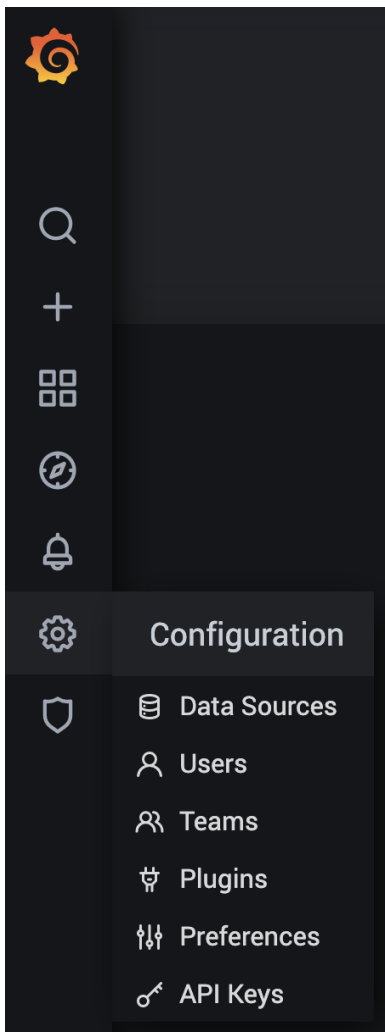 Configuration
Data Sources
Users
Teams
Plugins
Preferences
API Keys